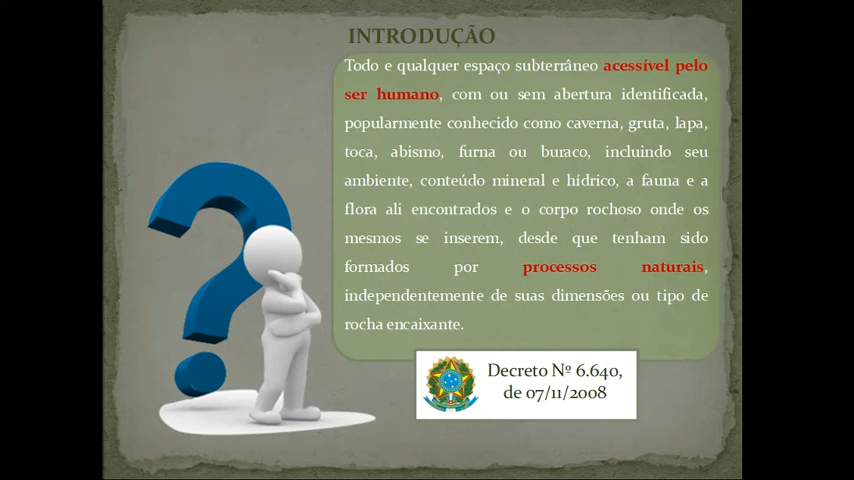 INTRODUÇÃO
Todo e qualquer espaço subterrâneo acessível pelo
ser humano, com ou sem abertura identificada,
popularmente conhecido como caverna, gruta, lapa,
toca, abismo, furna ou buraco, incluindo seu
ambiente, conteúdo mineral e hídrico, a fauna e a
flora ali encontrados e o corpo rochoso onde os
mesmos se inserem, desde que tenham sido
formados por processos naturais,
independentemente de suas dimensões ou tipo de
rocha encaixante.
Decreto Nº 6.640,
de 07/11/2008